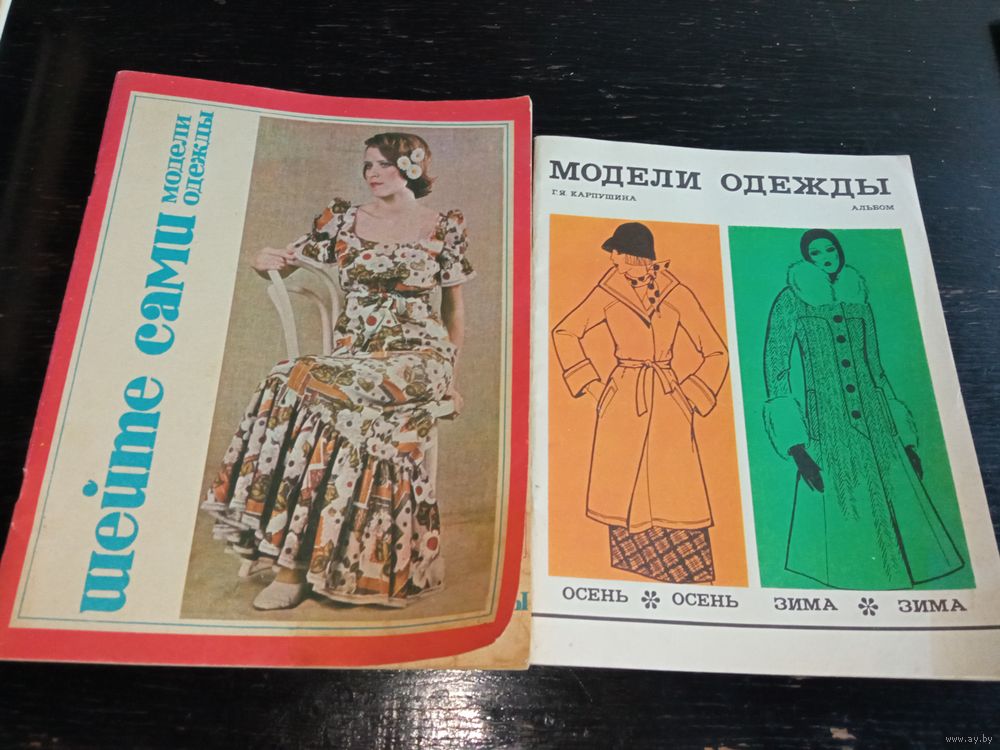 шейте сами
модели
одежды
Ы
МОДЕЛИ ОДЕЖДЫ
Г.Я. КАРПУШИНА
АЛЬБОМ
ОСЕНЬ ✻ ОСЕНЬ
ЗИМА ✻ ЗИМА
www.ay.by